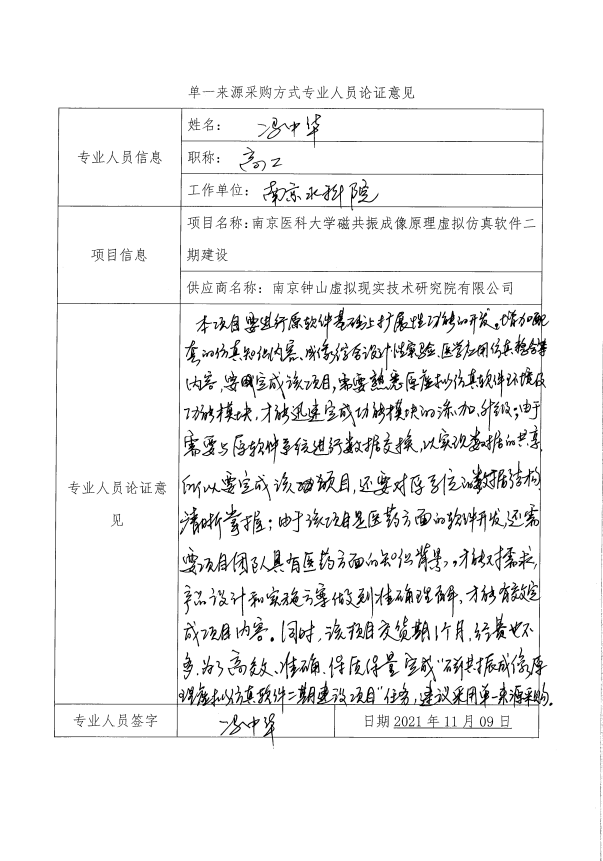 单一来源采购方式专业人员论证意见
专业人员信息
姓名：冯中华
职称：高工
工作单位：南京水科院
项目信息
项目名称：南京医科大学磁共振成像原理虚拟仿真软件二
期建设
供应商名称：南京钟山虚拟现实技术研究院有限公司
专业人员论证意
见
本项目要进行原软件基础上扩展性功能的开发。增加配
套的仿真知识内容、成像综合设计性实验、医学应用仿真整合等
内容，要完成该项目，需要熟悉原虚拟仿真软件环境及
功能模块，才能迅速完成功能模块的添加、升级；由于
需要与原软件系统进行数据交换，以实现数据的共享，
所以要完成该项目，还要对原系统的数据结构
清晰掌握；由于该项目是医药方面的软件开发，还需
要项目团队具有医药方面的知识背景，才能对需求，
产品设计和实施方案做到准确理解，才能有效完
成项目内容。同时，该项目交货期1个月，经费也不
多，为了高效、准确、保质保量完成“磁共振成像原
理虚拟仿真软件二期建设项目”任务，建议采用单一来源采购。
专业人员签字
冯中华
日期 2021 年 11 月 09 日